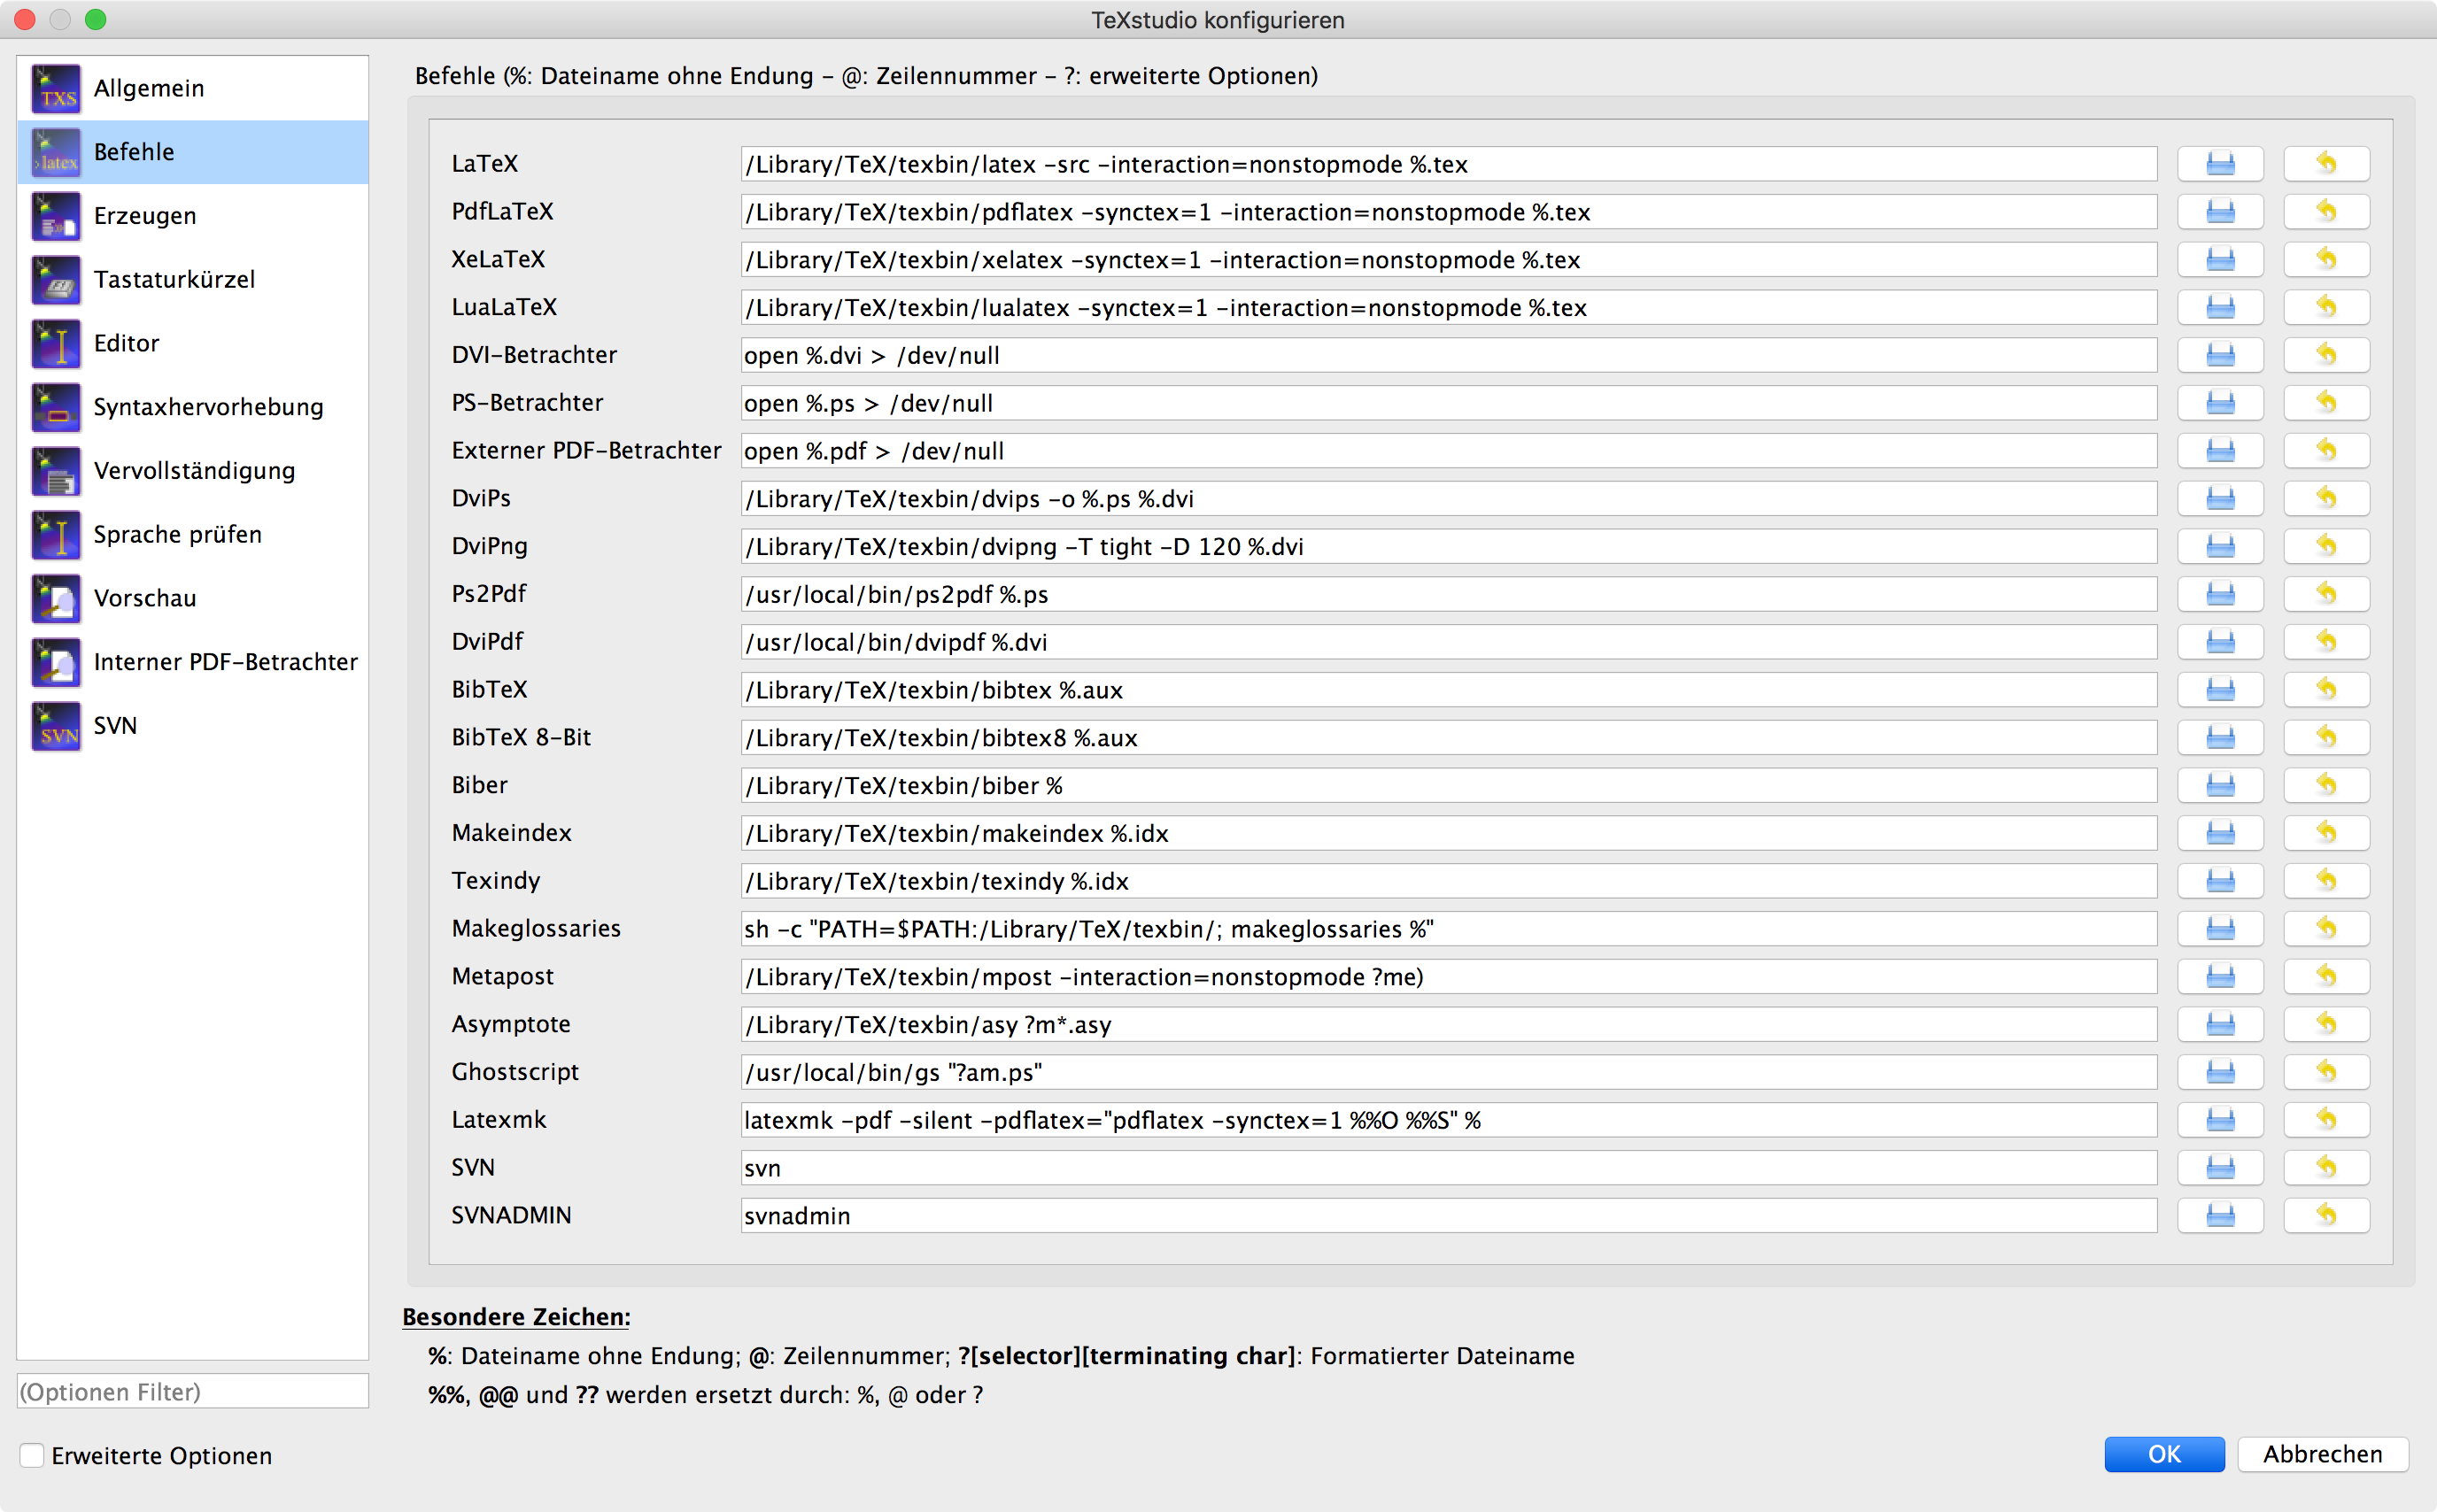 TeXstudio konfigurieren
Allgemein
Befehle
Erzeugen
Tastaturkürzel
Editor
Syntaxhervorhebung
Vervollständigung
Sprache prüfen
Vorschau
Interner PDF-Betrachter
SVN
(Optionen Filter)
Erweiterte Optionen
Befehle (%: Dateiname ohne Endung – @: Zeilennummer – ?: erweiterte Optionen)
LaTeX /Library/TeX/texbin/latex -src -interaction=nonstopmode %.tex
PdfLaTeX /Library/TeX/texbin/pdflatex -synctex=1 -interaction=nonstopmode %.tex
XeLaTeX /Library/TeX/texbin/xelatex -synctex=1 -interaction=nonstopmode %.tex
LuaLaTeX /Library/TeX/texbin/lualatex -synctex=1 -interaction=nonstopmode %.tex
DVI-Betrachter open %.dvi > /dev/null
PS-Betrachter open %.ps > /dev/null
Externer PDF-Betrachter open %.pdf > /dev/null
DviPs /Library/TeX/texbin/dvips -o %.ps %.dvi
DviPng /Library/TeX/texbin/dvipng -T tight -D 120 %.dvi
Ps2Pdf /usr/local/bin/ps2pdf %.ps
DviPdf /usr/local/bin/dvipdf %.dvi
BibTeX /Library/TeX/texbin/bibtex %.aux
BibTeX 8-Bit /Library/TeX/texbin/bibtex8 %.aux
Biber /Library/TeX/texbin/biber %
Makeindex /Library/TeX/texbin/makeindex %.idx
Texindy /Library/TeX/texbin/texindy %.idx
Makeglossaries sh -c "PATH=$PATH:/Library/TeX/texbin/; makeglossaries %"
Metapost /Library/TeX/texbin/mpost -interaction=nonstopmode ?me)
Asymptote /Library/TeX/texbin/asy ?m*.asy
Ghostscript /usr/local/bin/gs "?am.ps"
Latexmk latexmk -pdf -silent -pdflatex="pdflatex -synctex=1 %%O %%S" %
SVN svn
SVNADMIN svnadmin
Besondere Zeichen:
%: Dateiname ohne Endung; @: Zeilennummer; ?[selector][terminating char]: Formatierter Dateiname
%%, @@ und ?? werden ersetzt durch: %, @ oder ?
OK Abbrechen